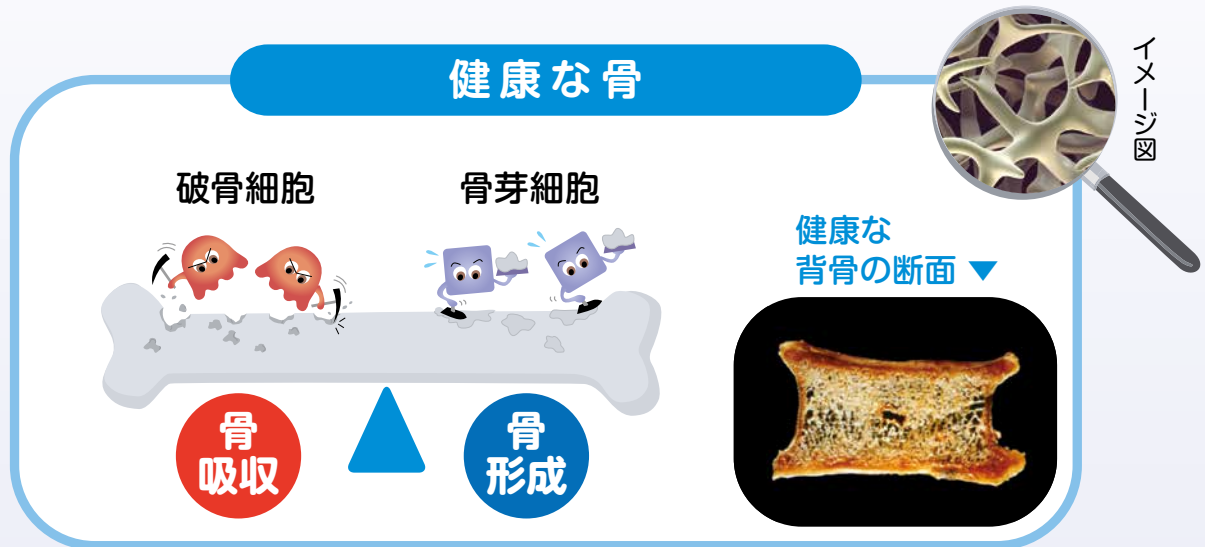 健康な骨
イメージ図
破骨細胞
骨芽細胞
健康な
背骨の断面 ▼
骨
吸収
骨
形成